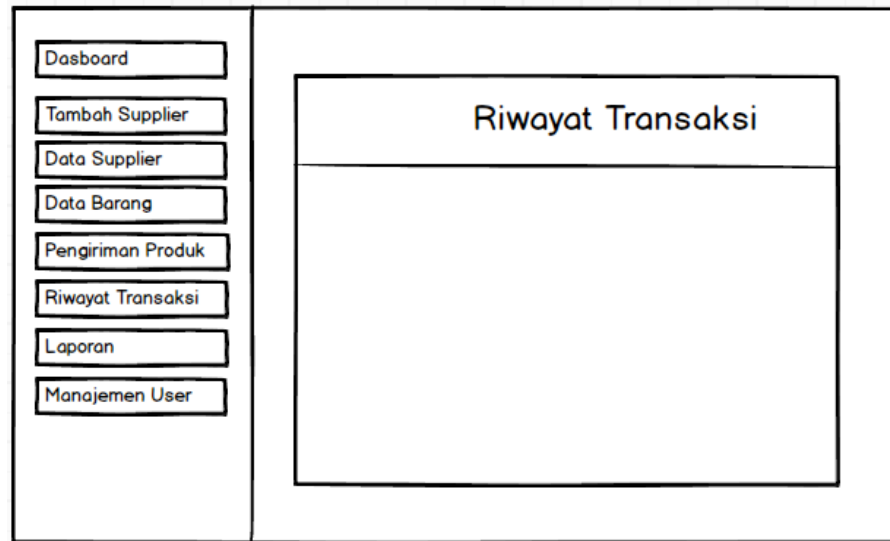 Dasboard
Tambah Supplier
Data Supplier
Data Barang
Pengiriman Produk
Riwayat Transaksi
Laporan
Manajemen User
Riwayat Transaksi